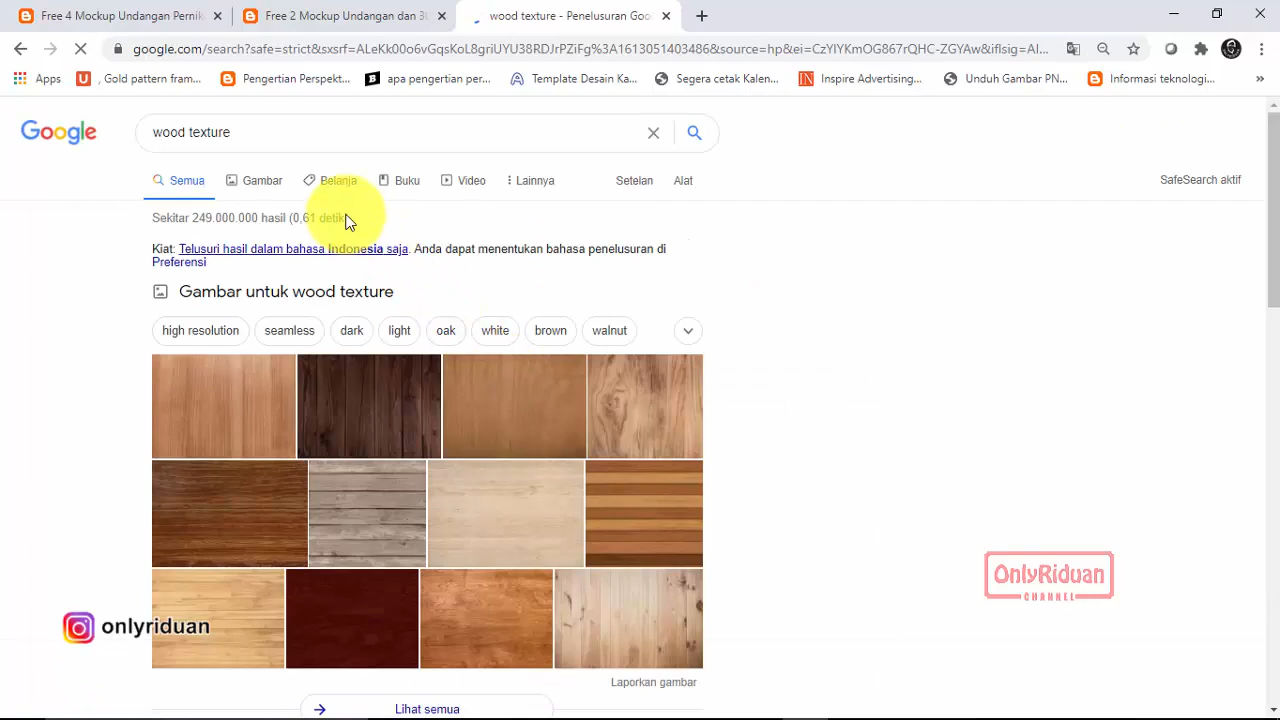 Free 4 Mockup Undangan Pernik
Free 2 Mockup Undangan dan B
wood texture - Penelusuran Goo
google.com/search?safe=strict&sxsrf=ALeKk00o6vGqsKoL8griUYU38RDJrPZiFg%3A1613051403486&source=hp&ei=CzYlYKmOG867rQHC-ZGYAw&iflsig=Al...
Apps
, Gold pattern fram...
Pengertian Perspekt...
apa pengertian per...
Template Desain Ka...
Segera cetak Kalen...
Inspire Advertising...
Unduh Gambar PN...
Informasi teknologi...
»
Google
wood texture
Semua
Gambar
Belanja
Buku
Video
Lainnya
Setelan
Alat
SafeSearch aktif
Sekitar 249.000.000 hasil (0,61 detik
Kiat: Telusuri hasil dalam bahasa Indonesia saja. Anda dapat menentukan bahasa penelusuran di
Preferensi
Gambar untuk wood texture
high resolution
seamless
dark
light
oak
white
brown
walnut
OnlyRiduan
CHANNEL
onlyriduan
Laporkan gambar
Lihat semua